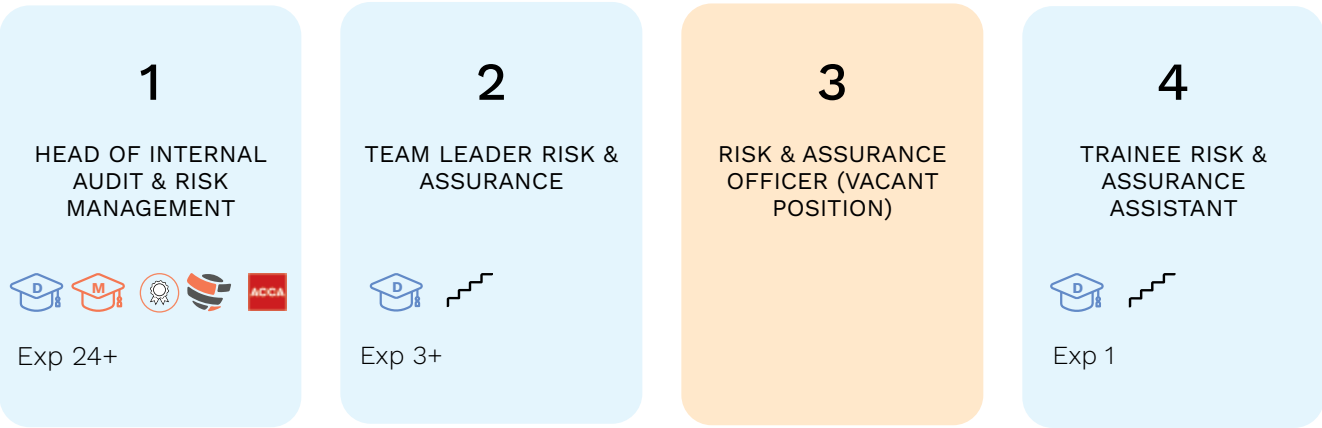 1
HEAD OF INTERNAL
AUDIT & RISK
MANAGEMENT
D
M
ACCA
Exp 24+
2
TEAM LEADER RISK &
ASSURANCE
D
Exp 3+
3
RISK & ASSURANCE
OFFICER (VACANT
POSITION)
4
TRAINEE RISK &
ASSURANCE
ASSISTANT
D
Exp 1